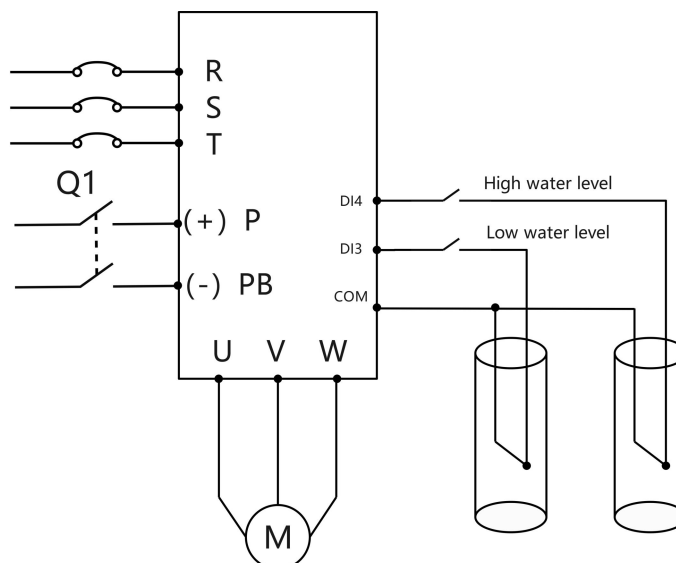 R
S
T
Q1
(+) P
(-) PB
DI4
High water level
DI3
Low water level
COM
U V W
M